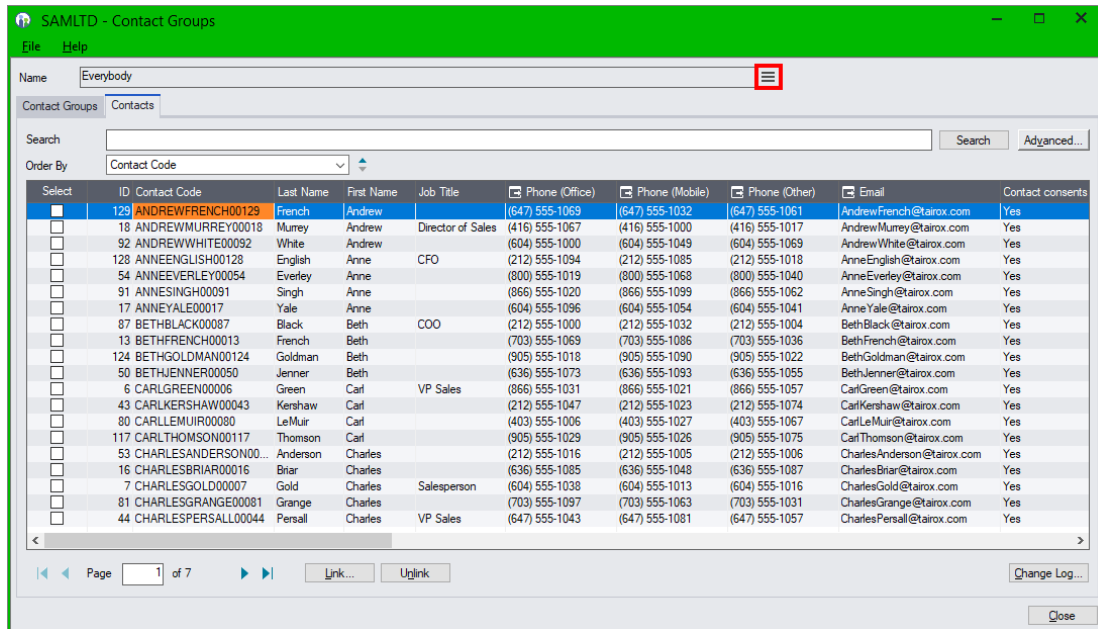 SAMLTD - Contact Groups
File Help
Name Everybody
Contact Groups Contacts
Search Search Advanced...
Order By Contact Code
Select ID Contact Code Last Name First Name Job Title Phone (Office) Phone (Mobile) Phone (Other) Email Contact consents
129 ANDREWFRENCH00129 French Andrew (647) 555-1069 (647) 555-1032 (647) 555-1061 AndrewFrench@tairox.com Yes
18 ANDREWMURREY00018 Murrey Andrew Director of Sales (416) 555-1067 (416) 555-1000 (416) 555-1017 AndrewMurrey@tairox.com Yes
92 ANDREWWHITE00092 White Andrew (604) 555-1000 (604) 555-1049 (604) 555-1069 AndrewWhite@tairox.com Yes
128 ANNEENGLISH00128 English Anne CFO (212) 555-1094 (212) 555-1085 (212) 555-1018 AnneEnglish@tairox.com Yes
54 ANNEEVERLEY00054 Everley Anne (800) 555-1019 (800) 555-1068 (800) 555-1040 AnneEverley@tairox.com Yes
91 ANNESINGH00091 Singh Anne (866) 555-1020 (866) 555-1099 (866) 555-1062 AnneSingh@tairox.com Yes
17 ANNEYALE00017 Yale Anne (604) 555-1096 (604) 555-1054 (604) 555-1041 AnneYale@tairox.com Yes
87 BETHBLACK00087 Black Beth COO (212) 555-1000 (212) 555-1032 (212) 555-1004 BethBlack@tairox.com Yes
13 BETHFRENCH00013 French Beth (703) 555-1069 (703) 555-1086 (703) 555-1036 BethFrench@tairox.com Yes
124 BETHGOLDMAN00124 Goldman Beth (905) 555-1018 (905) 555-1090 (905) 555-1022 BethGoldman@tairox.com Yes
50 BETHJENNER00050 Jenner Beth (636) 555-1073 (636) 555-1093 (636) 555-1055 BethJenner@tairox.com Yes
6 CARLGREEN00006 Green Carl VP Sales (866) 555-1031 (866) 555-1021 (866) 555-1057 CarlGreen@tairox.com Yes
43 CARLKERSHAW00043 Kershaw Carl (212) 555-1047 (212) 555-1023 (212) 555-1074 CarlKershaw@tairox.com Yes
80 CARLLEMUIR00080 LeMuir Carl (403) 555-1006 (403) 555-1027 (403) 555-1067 CarlLeMuir@tairox.com Yes
117 CARLTHOMSON00117 Thomson Carl (905) 555-1029 (905) 555-1026 (905) 555-1075 CarlThomson@tairox.com Yes
53 CHARLESANDERSON00... Anderson Charles (212) 555-1016 (212) 555-1005 (212) 555-1006 CharlesAnderson@tairox.com Yes
16 CHARLESBRIAR00016 Briar Charles (636) 555-1085 (636) 555-1048 (636) 555-1087 CharlesBriar@tairox.com Yes
7 CHARLESGOLD00007 Gold Charles Salesperson (604) 555-1038 (604) 555-1013 (604) 555-1016 CharlesGold@tairox.com Yes
81 CHARLESGRANGE00081 Grange Charles (703) 555-1097 (703) 555-1063 (703) 555-1031 CharlesGrange@tairox.com Yes
44 CHARLESPERSALL00044 Persall Charles VP Sales (647) 555-1043 (647) 555-1081 (647) 555-1057 CharlesPersall@tairox.com Yes
Page 1 of 7 Link... Unlink Change Log...
Close